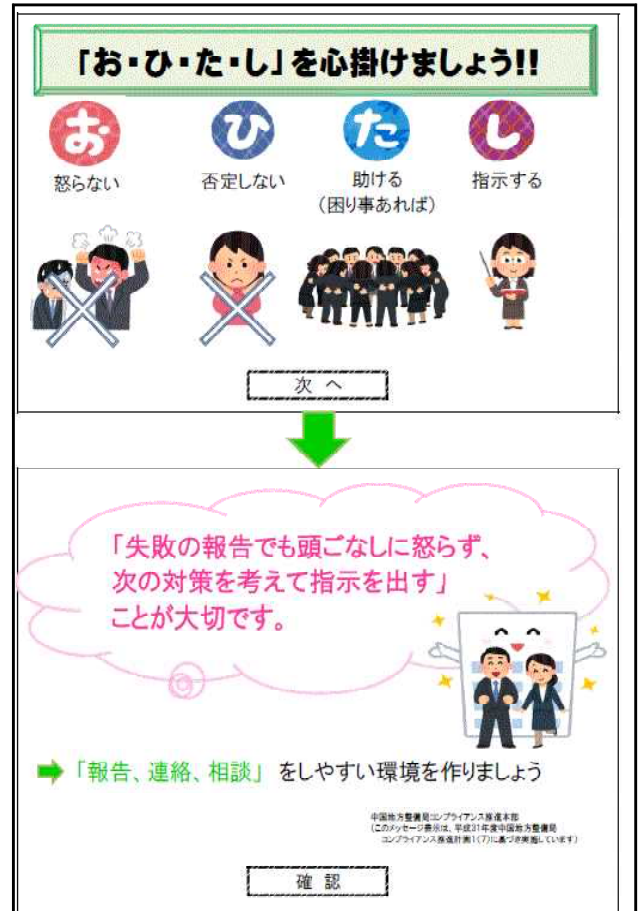 「お・ひ・た・し」を心掛けましょう!!
お ひ た し
怒らない 否定しない 助ける 指示する
(困り事あれば)
次 へ
「失敗の報告でも頭ごなしに怒らず、
次の対策を考えて指示を出す」
ことが大切です。
「報告、連絡、相談」 をしやすい環境を作りましょう
中国地方整備局コンプライアンス推進本部
(このメッセージ表示は、平成31年度中国地方整備局
コンプライアンス推進計画1(7)に基づき実施しています)
確 認